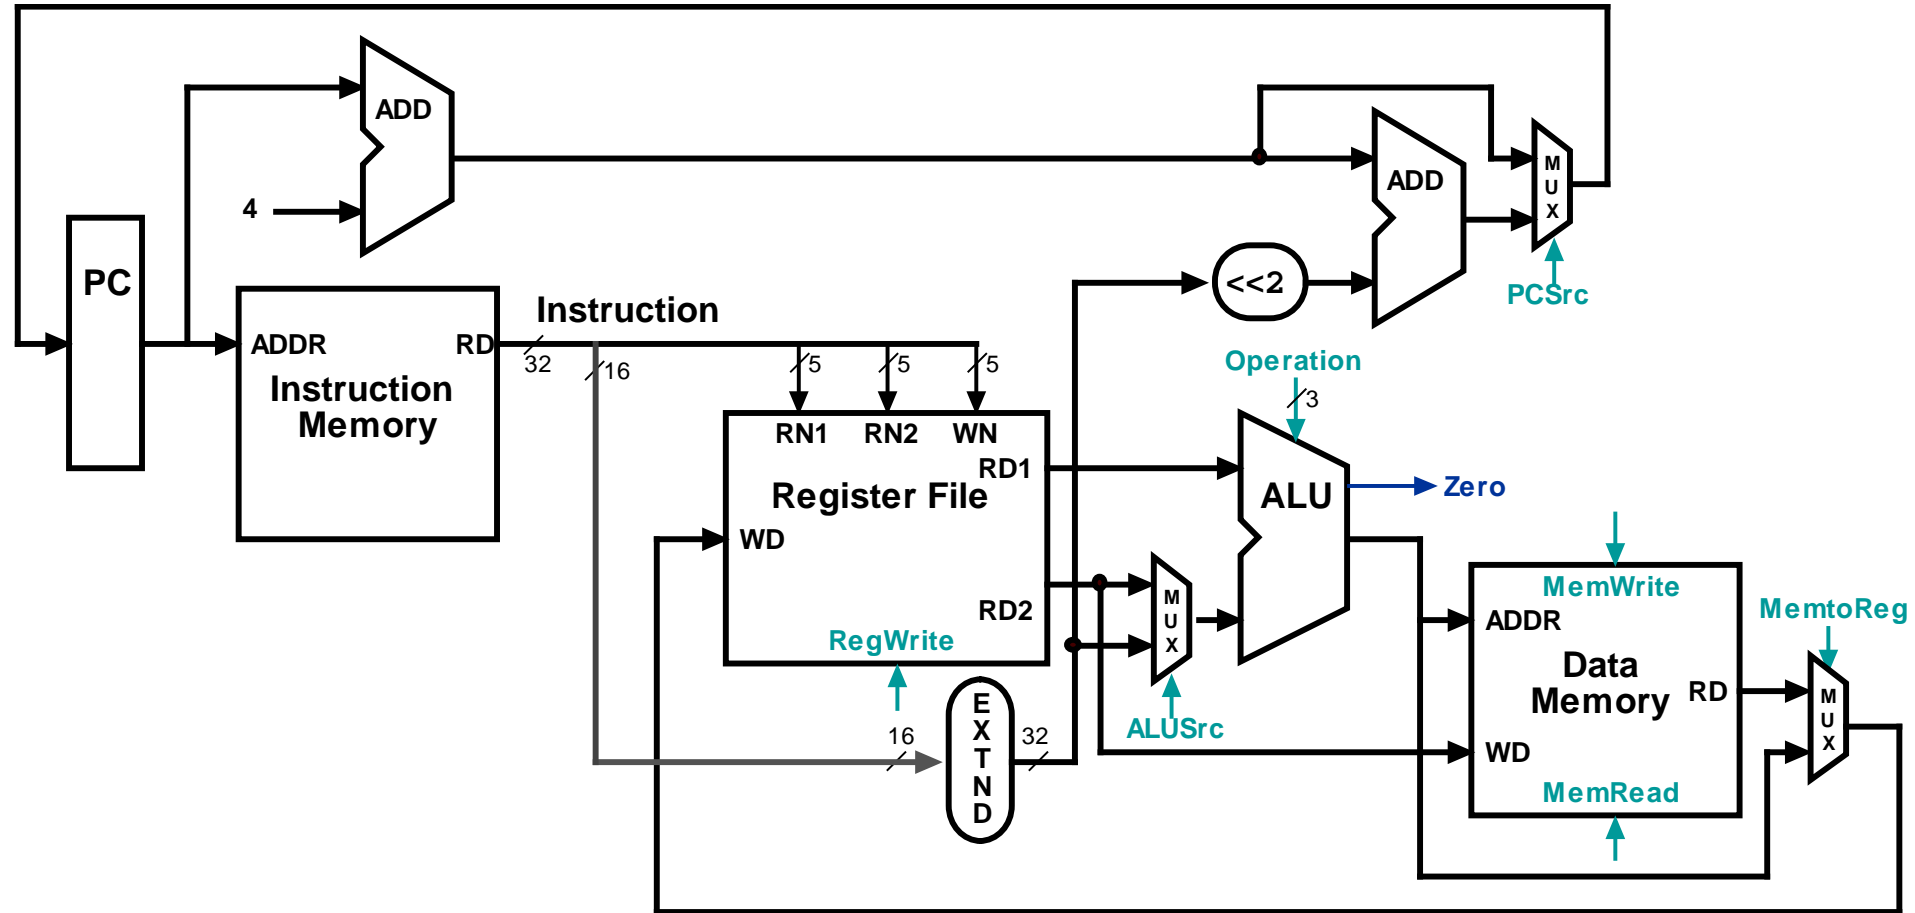 ADD
4
PC
ADDR
RD
Instruction
Memory
32
Instruction
16
5
5
5
RN1
RN2
WN
RD1
Register File
WD
RD2
RegWrite
16
E
X
T
N
D
32
<<2
ADD
M
U
X
PCSrc
Operation
3
ALU
Zero
M
U
X
ALUSrc
MemWrite
ADDR
Data
Memory
RD
WD
MemRead
MemtoReg
M
U
X